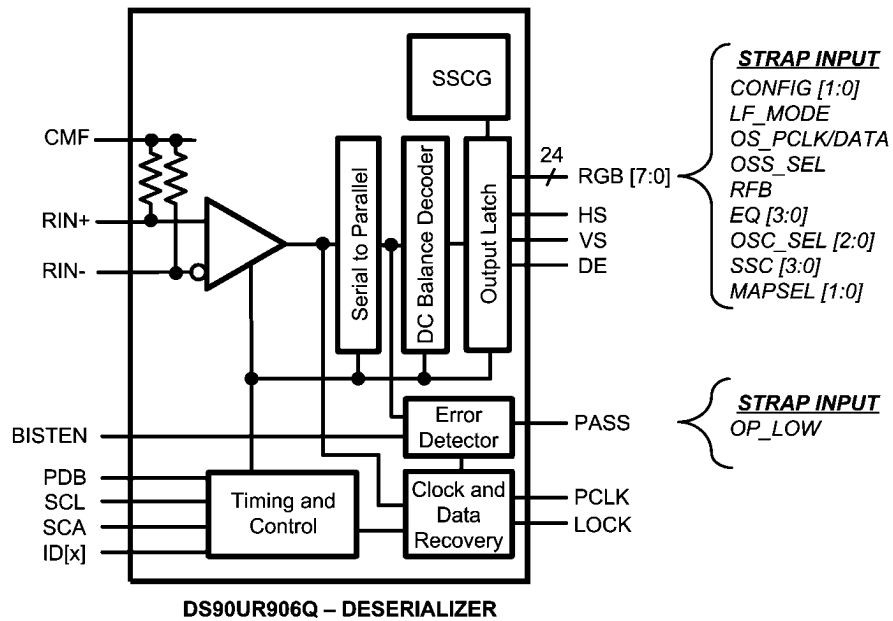 SSCG
CMF
RIN+
RIN-
Serial to Parallel
DC Balance Decoder
Output Latch
24
RGB [7:0]
HS
VS
DE
STRAP INPUT
CONFIG [1:0]
LF_MODE
OS_PCLK/DATA
OSS_SEL
RFB
EQ [3:0]
OSC_SEL [2:0]
SSC [3:0]
MAPSEL [1:0]
BISTEN
Error
Detector
PASS
STRAP INPUT
OP_LOW
PDB
SCL
SCA
ID[x]
Timing and
Control
Clock and
Data
Recovery
PCLK
LOCK
DS90UR906Q – DESERIALIZER